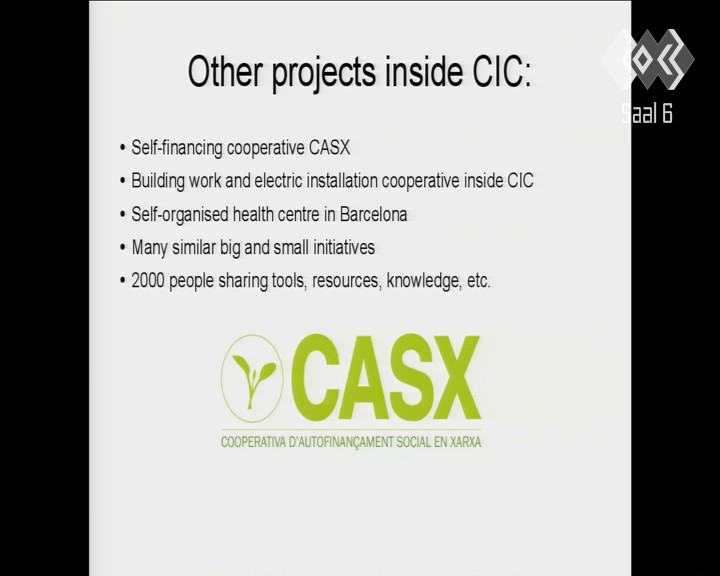 Other projects inside CIC:
Saal 6
• Self-financing cooperative CASX
• Building work and electric installation cooperative inside CIC
• Self-organised health centre in Barcelona
• Many similar big and small initiatives
• 2000 people sharing tools, resources, knowledge, etc.
CASX
COOPERATIVA D'AUTOFINANÇAMENT SOCIAL EN XARXA